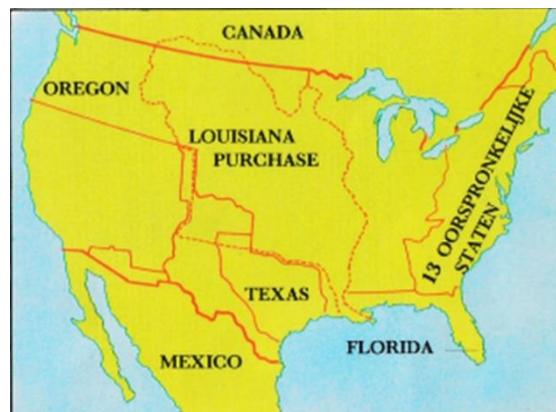 CANADA
OREGON
LOUISIANA
PURCHASE
13 OORSPRONKELIJKE
STATEN
TEXAS
FLORIDA
MEXICO